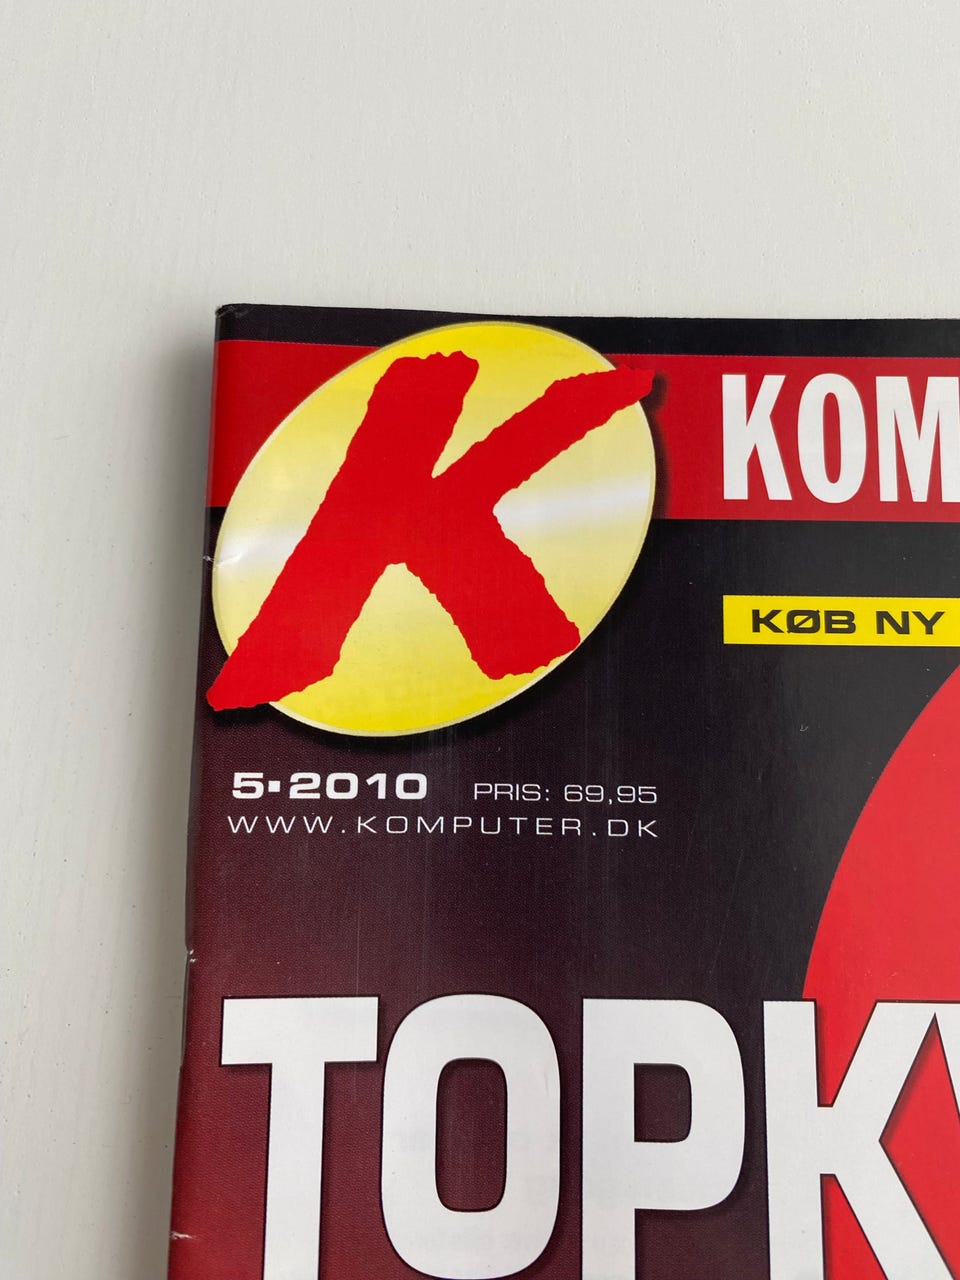 K
KOM
KØB NY
5▪2010 PRIS: 69,95
WWW.KOMPUTER.DK
TOPK